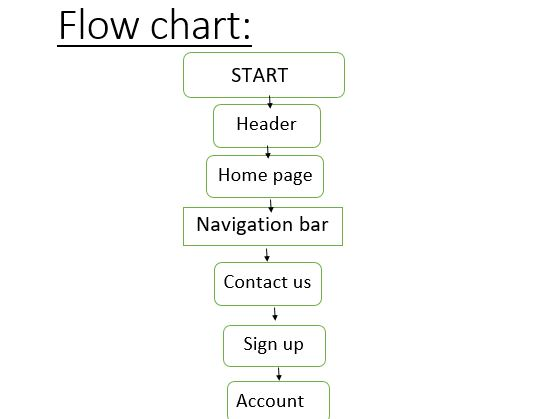 Flow chart:
START
Header
Home page
Navigation bar
Contact us
Sign up
Account